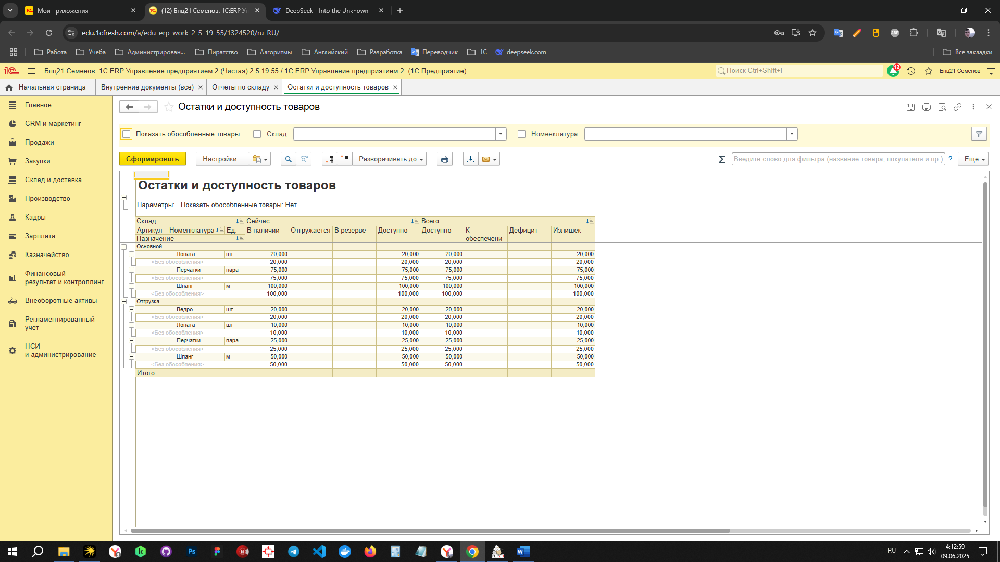 Мои приложения
(12) Бпц21 Семенов. 1С:ERP Уп
DeepSeek - Into the Unknown
edu.1cfresh.com/a/edu_erp_work_2_5_19_55/1324520/ru_RU/
Работа
Учёба
Администрирован...
Пиратство
Алгоритмы
Английский
Разработка
Переводчик
1С
deepseek.com
Все закладки
Бпц21 Семенов. 1С:ERP Управление предприятием 2 (Чистая) 2.5.19.55 / 1С:ERP Управление предприятием 2 (1С:Предприятие)
Поиск Ctrl+Shift+F
12
Бпц21 Семенов
Начальная страница
Внутренние документы (все)
Отчеты по складу
Остатки и доступность товаров
Главное
CRM и маркетинг
Продажи
Закупки
Склад и доставка
Производство
Кадры
Зарплата
Казначейство
Финансовый
результат и контроллинг
Внеоборотные активы
Регламентированный
учет
НСИ
и администрирование
Остатки и доступность товаров
Показать обособленные товары
Склад:
Номенклатура:
Сформировать
Настройки...
Разворачивать до
Σ
Введите слово для фильтра (название товара, покупателя и пр.)
?
Еще
Остатки и доступность товаров
Параметры: Показать обособленные товары: Нет
Склад Сейчас Всего
Артикул Номенклатура Ед. В наличии Отгружается В резерве Доступно Доступно К обеспечени Дефицит Излишек
Назначение
Основной
Лопата шт 20,000 20,000 20,000 20,000
<Без обособления> 20,000 20,000 20,000 20,000
Перчатки пара 75,000 75,000 75,000 75,000
<Без обособления> 75,000 75,000 75,000 75,000
Шланг м 100,000 100,000 100,000 100,000
<Без обособления> 100,000 100,000 100,000 100,000
Отгрузка
Ведро шт 20,000 20,000 20,000 20,000
<Без обособления> 20,000 20,000 20,000 20,000
Лопата шт 10,000 10,000 10,000 10,000
<Без обособления> 10,000 10,000 10,000 10,000
Перчатки пара 25,000 25,000 25,000 25,000
<Без обособления> 25,000 25,000 25,000 25,000
Шланг м 50,000 50,000 50,000 50,000
<Без обособления> 50,000 50,000 50,000 50,000
Итого
RU
4:12:59
09.06.2025